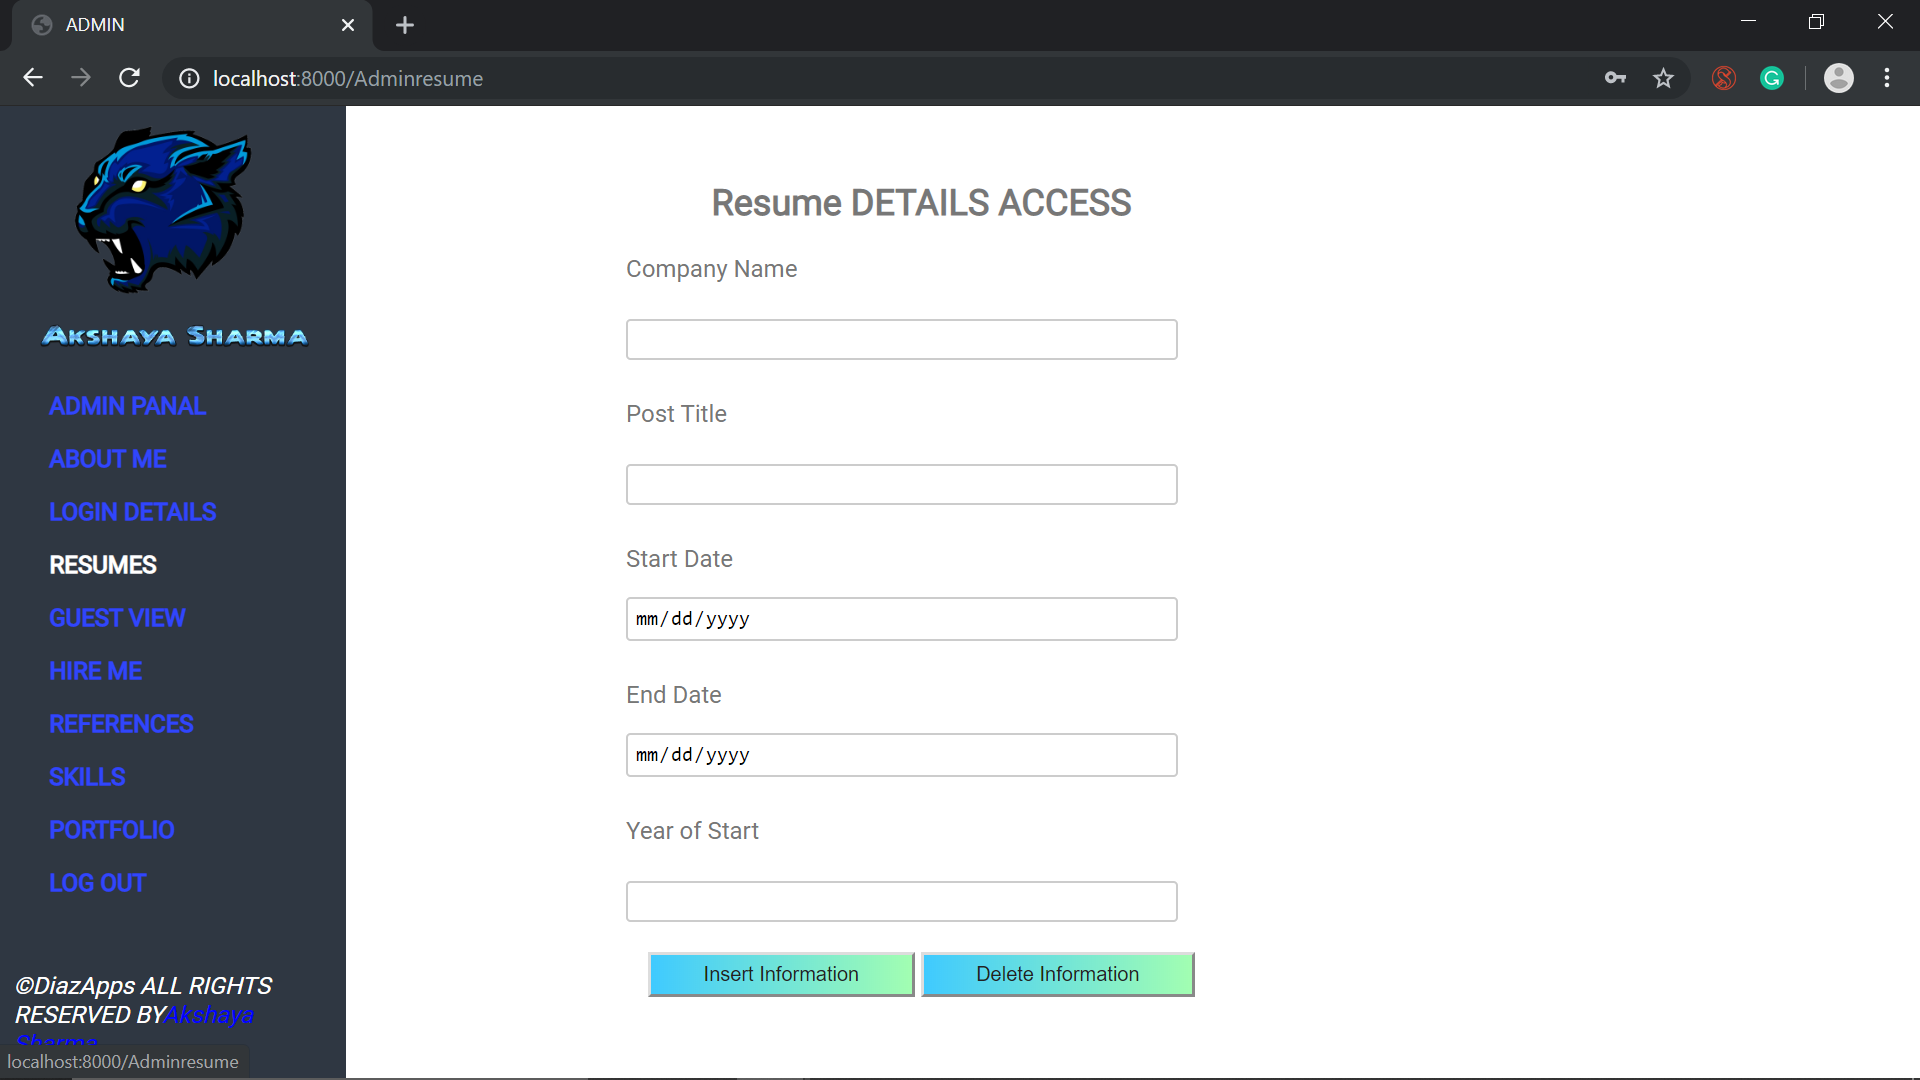 ADMIN
localhost:8000/Adminresume
AKSHAYA SHARMA
ADMIN PANAL
ABOUT ME
LOGIN DETAILS
RESUMES
GUEST VIEW
HIRE ME
REFERENCES
SKILLS
PORTFOLIO
LOG OUT
©DiazApps ALL RIGHTS
RESERVED BYAkshaya
Sharma
localhost:8000/Adminresume
Resume DETAILS ACCESS
Company Name
Post Title
Start Date
mm/dd/yyyy
End Date
mm/dd/yyyy
Year of Start
Insert Information
Delete Information